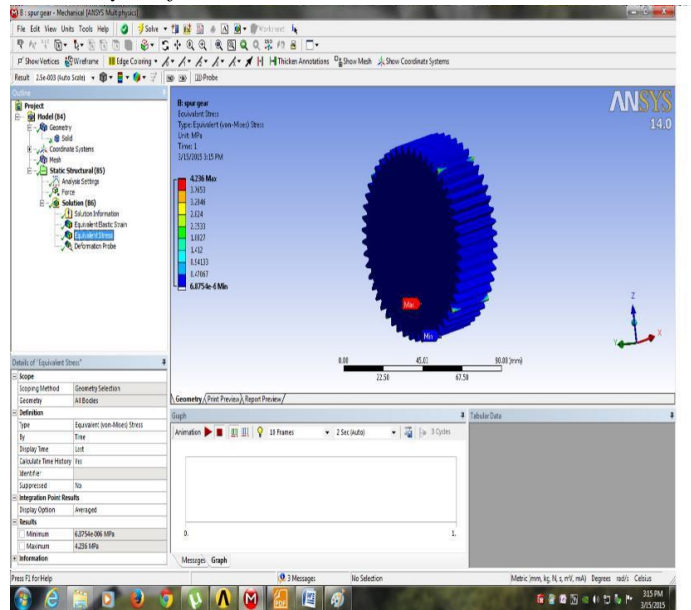 B : spur gear - Mechanical [ANSYS Multiphysics]
File Edit View Units Tools Help Solve Worksheet
Show Vertices Wireframe Edge Coloring Thicken Annotations Show Mesh Show Coordinate Systems
Result 2.5e-003 (Auto Scale) Probe
Outline
Project
Model (B4)
Geometry
Solid
Coordinate Systems
Mesh
Static Structural (B5)
Analysis Settings
Force
Solution (B6)
Solution Information
Equivalent Elastic Strain
Equivalent Stress
Deformation Probe
B: spur gear
Equivalent Stress
Type: Equivalent (von-Mises) Stress
Unit: MPa
Time: 1
3/15/2015 3:15 PM
4.236 Max
3.7653
3.2946
2.824
2.3533
1.8827
1.412
0.94133
0.47067
6.8754e-6 Min
ANSYS
14.0
Max
Min
0.00
45.00
90.00 (mm)
22.50
67.50
Z
Y
X
Geometry Print Preview Report Preview
Details of "Equivalent Stress"
Scope
Scoping Method Geometry Selection
Geometry All Bodies
Definition
Type Equivalent (von-Mises) Stress
By Time
Display Time Last
Calculate Time History Yes
Identifier
Suppressed No
Integration Point Results
Display Option Averaged
Results
Minimum 6.8754e-006 MPa
Maximum 4.236 MPa
Information
Graph
Animation 10 Frames 2 Sec (Auto) 3 Cycles
0.
1.
Messages Graph
Tabular Data
Press F1 for Help 3 Messages No Selection Metric (mm, kg, N, s, mV, mA) Degrees rad/s Celsius
3:15 PM
3/15/2015